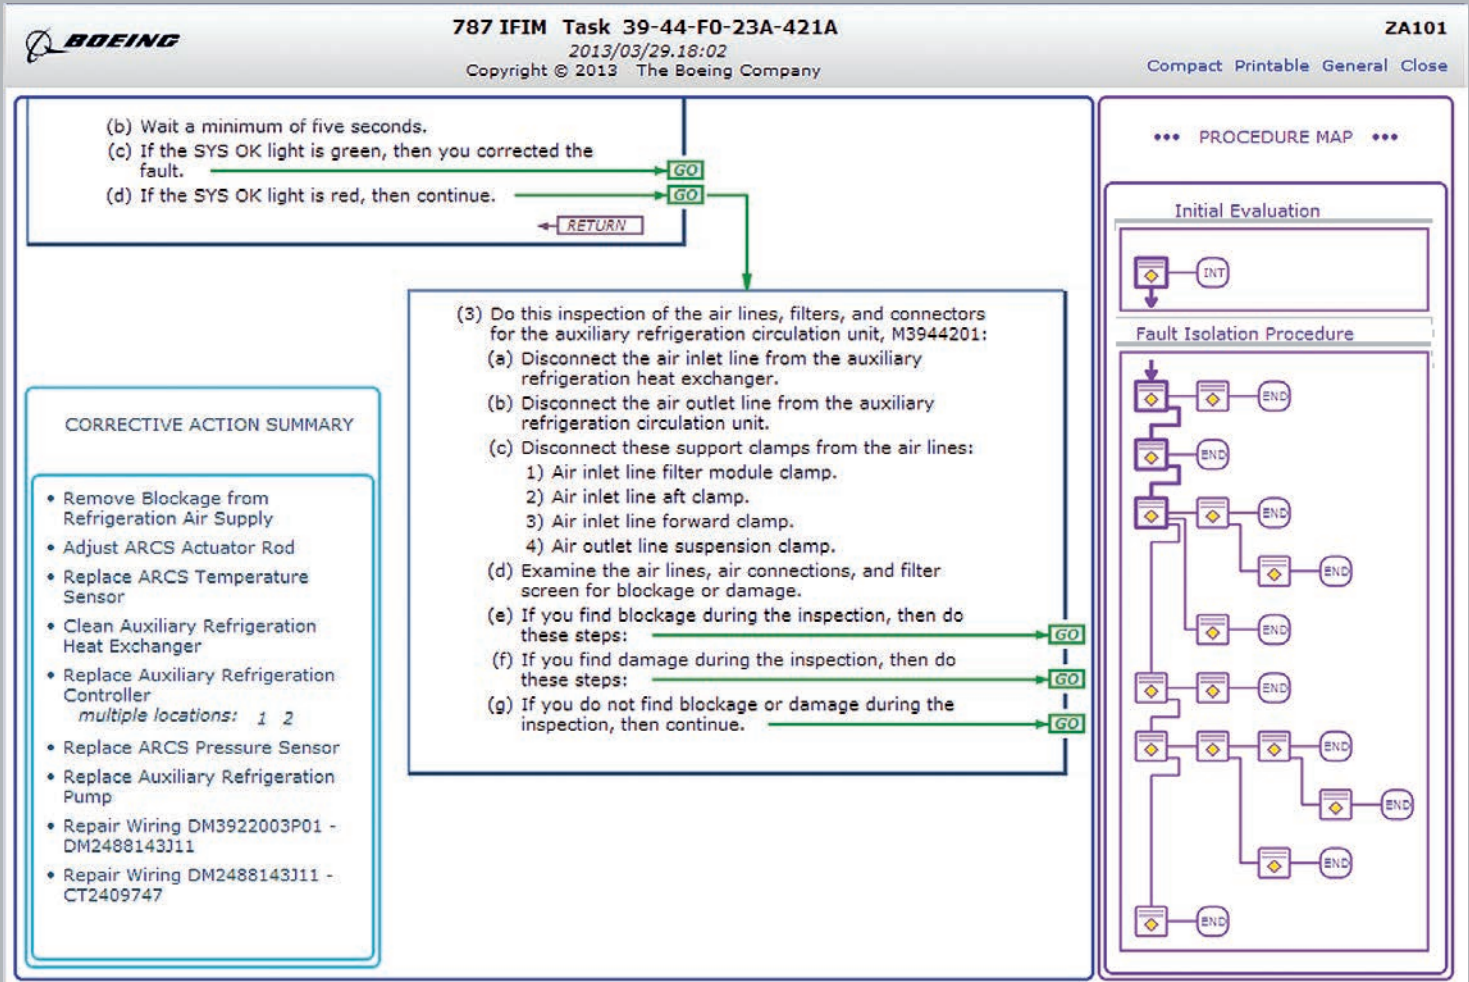 BOEING
787 IFIM Task 39-44-F0-23A-421A
2013/03/29.18:02
Copyright © 2013 The Boeing Company
ZA101
Compact Printable General Close
(b) Wait a minimum of five seconds.
(c) If the SYS OK light is green, then you corrected the
fault.
GO
(d) If the SYS OK light is red, then continue.
GO
RETURN
(3) Do this inspection of the air lines, filters, and connectors
for the auxiliary refrigeration circulation unit, M3944201:
(a) Disconnect the air inlet line from the auxiliary
refrigeration heat exchanger.
(b) Disconnect the air outlet line from the auxiliary
refrigeration circulation unit.
(c) Disconnect these support clamps from the air lines:
1) Air inlet line filter module clamp.
2) Air inlet line aft clamp.
3) Air inlet line forward clamp.
4) Air outlet line suspension clamp.
(d) Examine the air lines, air connections, and filter
screen for blockage or damage.
(e) If you find blockage during the inspection, then do
these steps:
GO
(f) If you find damage during the inspection, then do
these steps:
GO
(g) If you do not find blockage or damage during the
inspection, then continue.
GO
CORRECTIVE ACTION SUMMARY
• Remove Blockage from
Refrigeration Air Supply
• Adjust ARCS Actuator Rod
• Replace ARCS Temperature
Sensor
• Clean Auxiliary Refrigeration
Heat Exchanger
• Replace Auxiliary Refrigeration
Controller
multiple locations: 1 2
• Replace ARCS Pressure Sensor
• Replace Auxiliary Refrigeration
Pump
• Repair Wiring DM3922003P01 -
DM2488143J11
• Repair Wiring DM2488143J11 -
CT2409747
••• PROCEDURE MAP •••
Initial Evaluation
INT
Fault Isolation Procedure
END
END
END
END
END
END
END
END
END
END